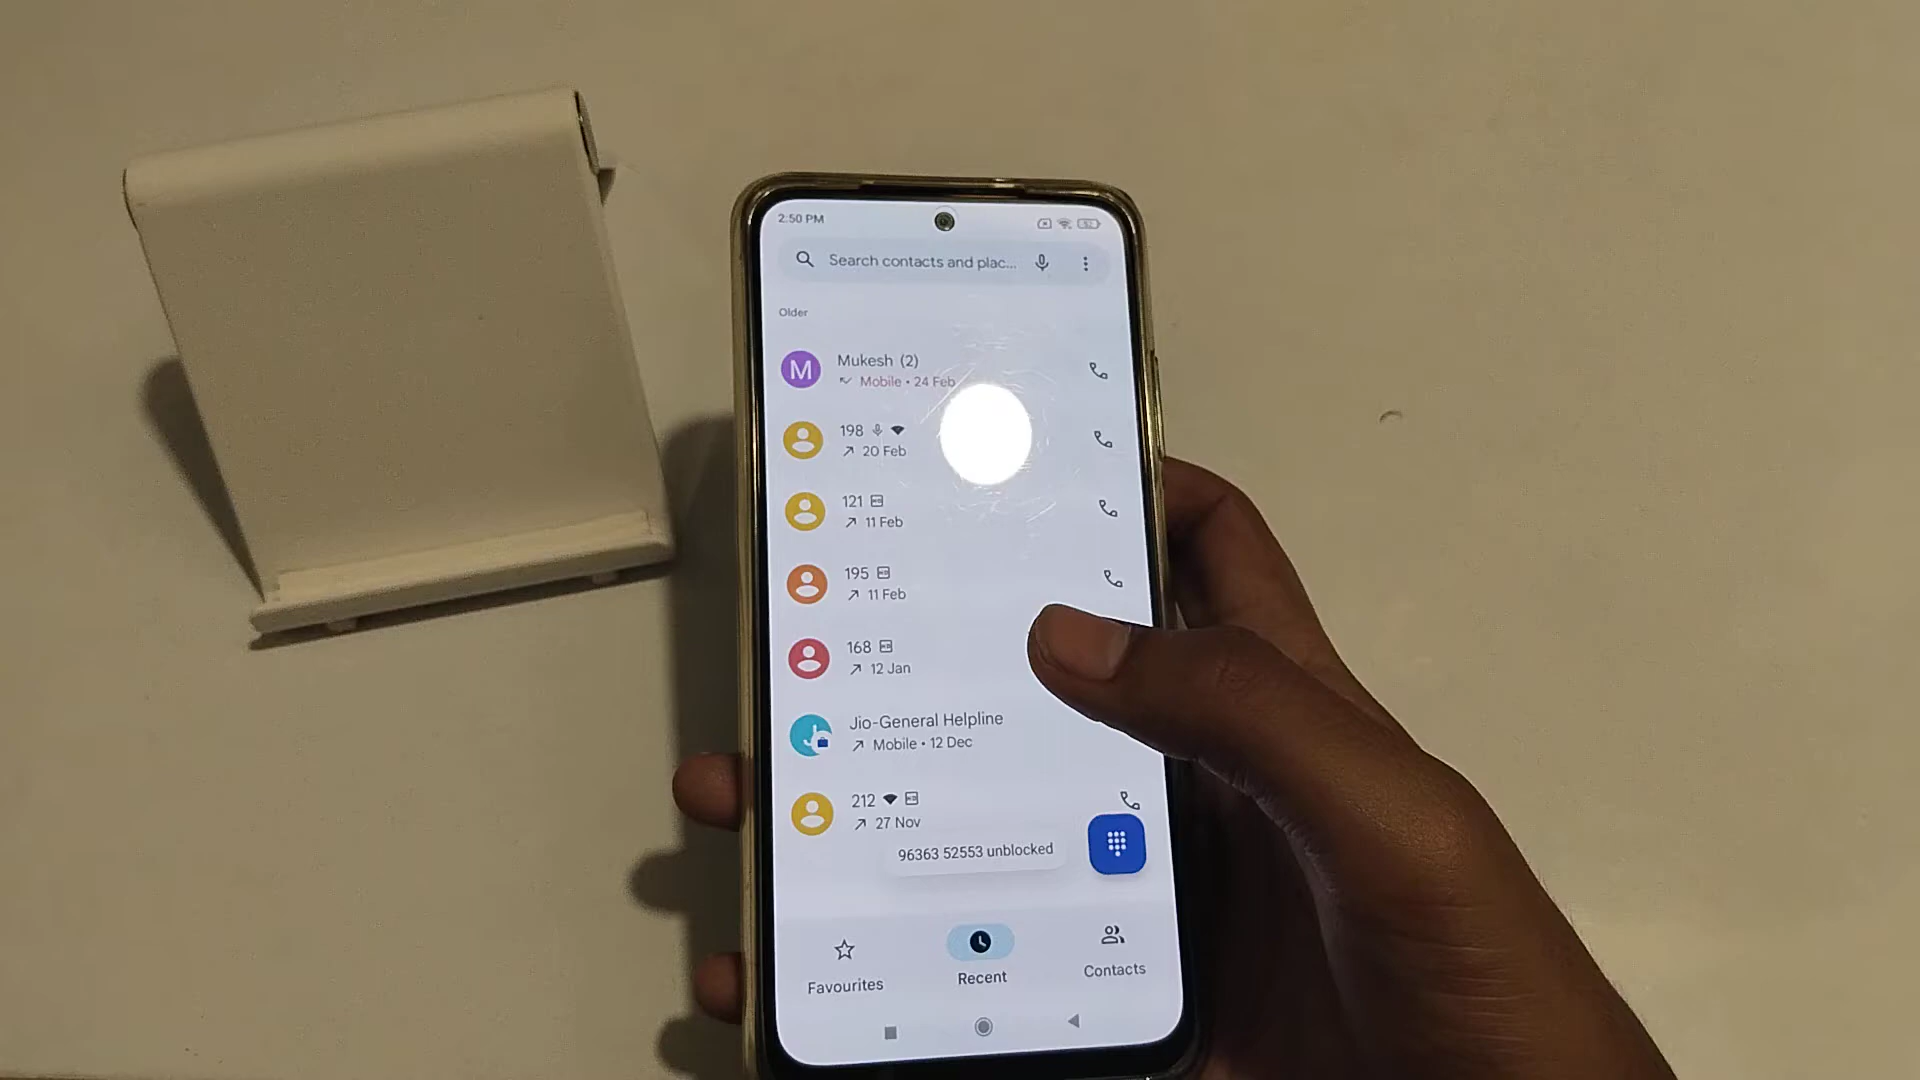 2:50 PM
Search contacts and plac...
Older
M
Mukesh (2)
Mobile • 24 Feb
198
20 Feb
121
11 Feb
195
11 Feb
168
12 Jan
Jio-General Helpline
Mobile • 12 Dec
212
27 Nov
96363 52553 unblocked
Favourites
Recent
Contacts